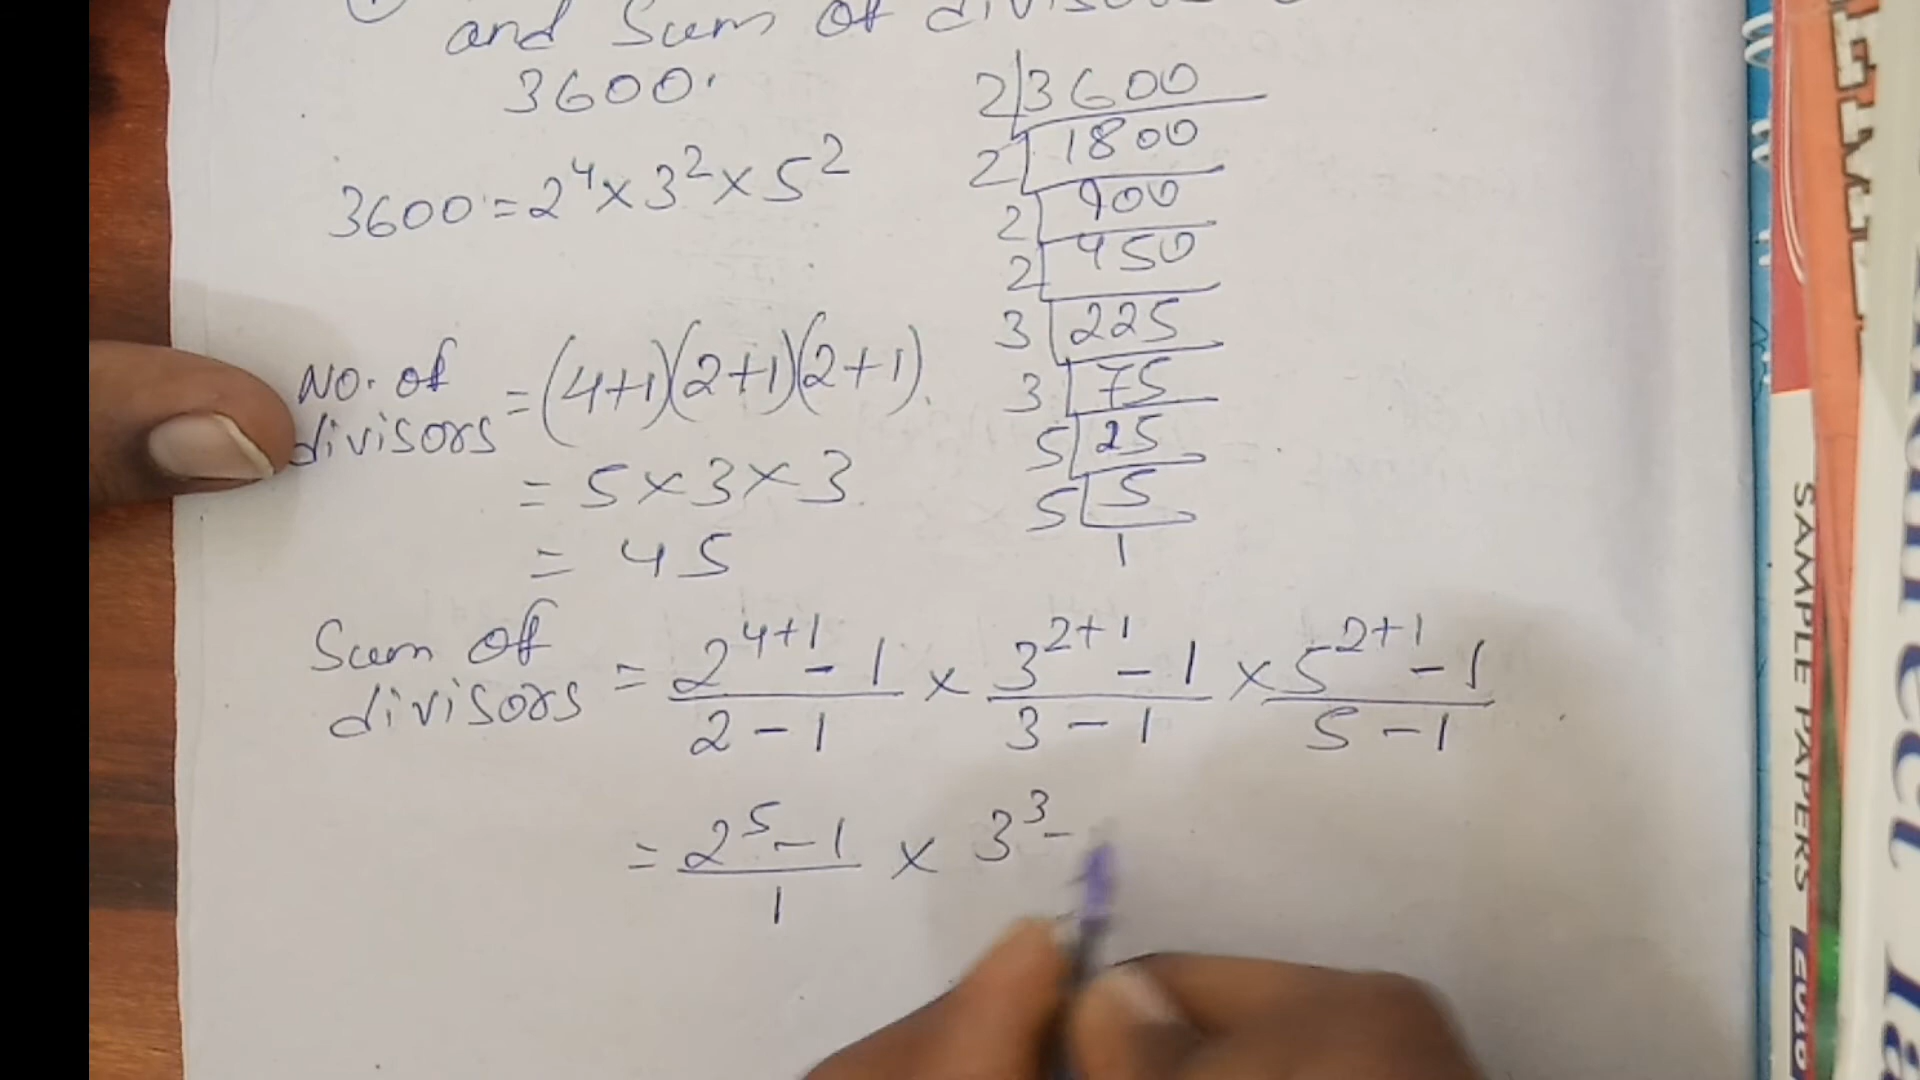 and Sum of divisors
3600.
3600 = 2^4 × 3^2 × 5^2
2 | 3600
2 | 1800
2 | 900
2 | 450
3 | 225
3 | 75
5 | 25
5 | 5
1
No. of divisors = (4+1)(2+1)(2+1).
= 5 × 3 × 3
= 45
Sum of divisors = 2^{4+1} - 1 / 2 - 1 × 3^{2+1} - 1 / 3 - 1 × 5^{2+1} - 1 / 5 - 1
= 2^5 - 1 / 1 × 3^3 -
SAMPLE PAPERS